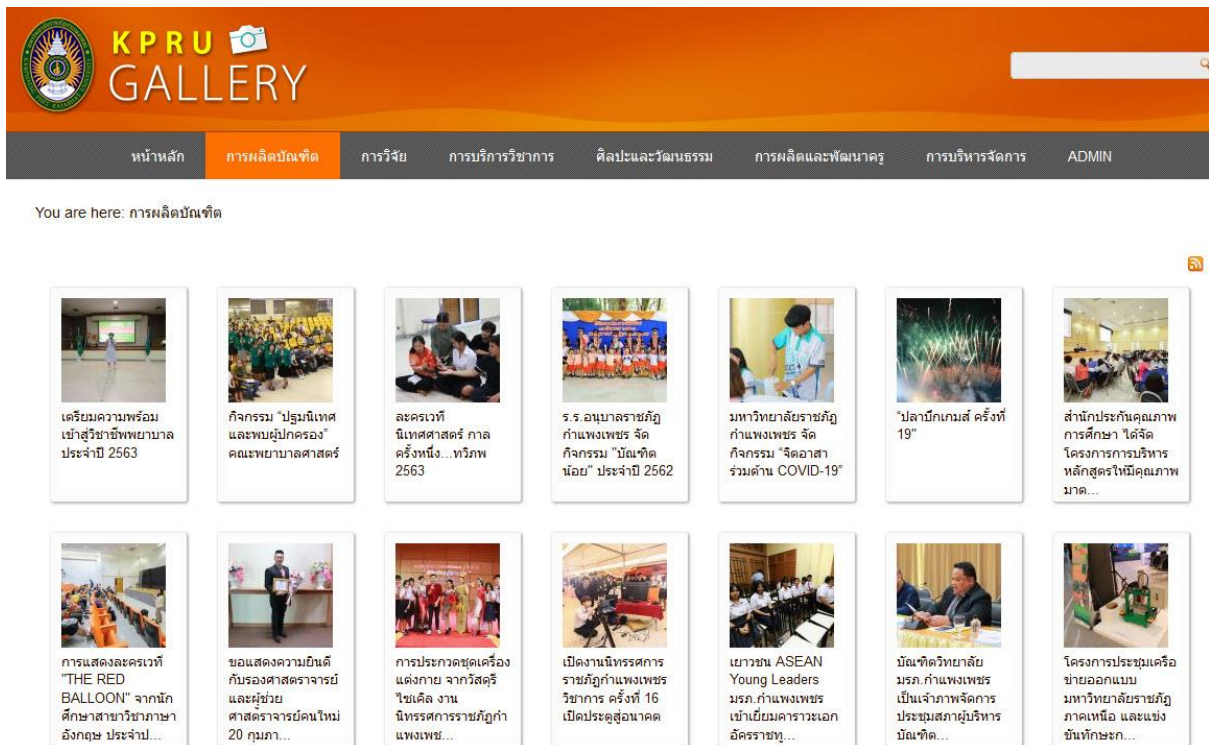 KPRU
GALLERY
หน้าหลัก การผลิตบัณฑิต การวิจัย การบริการวิชาการ ศิลปะและวัฒนธรรม การผลิตและพัฒนาครู การบริหารจัดการ ADMIN
You are here: การผลิตบัณฑิต
เตรียมความพร้อม
เข้าสู่วิชาชีพพยาบาล
ประจำปี 2563
กิจกรรม "ปฐมนิเทศ
และพบผู้ปกครอง"
คณะพยาบาลศาสตร์
ละครเวที
นิเทศศาสตร์ กาล
ครั้งหนึ่ง...ทวิภพ
2563
ร.ร.อนุบาลราชภัฏ
กำแพงเพชร จัด
กิจกรรม "บัณฑิต
น้อย" ประจำปี 2562
มหาวิทยาลัยราชภัฏ
กำแพงเพชร จัด
กิจกรรม "จิตอาสา
ร่วมต้าน COVID-19"
"ปลาบึกเกมส์ ครั้งที่
19"
สำนักประกันคุณภาพ
การศึกษา ได้จัด
โครงการการบริหาร
หลักสูตรให้มีคุณภาพ
มาต...
การแสดงละครเวที
"THE RED
BALLOON" จากนัก
ศึกษาสาขาวิชาภาษา
อังกฤษ ประจำป...
ขอแสดงความยินดี
กับรองศาสตราจารย์
และผู้ช่วย
ศาสตราจารย์คนใหม่
20 กุมภา...
การประกวดชุดเครื่อง
แต่งกาย จากวัสดุรี
ไซเคิล งาน
นิทรรศการราชภัฏกำ
แพงเพช...
เปิดงานนิทรรศการ
ราชภัฏกำแพงเพชร
วิชาการ ครั้งที่ 16
เปิดประตูสู่อนาคต
เยาวชน ASEAN
Young Leaders
มรภ.กำแพงเพชร
เข้าเยี่ยมคาราวะเอก
อัครราชทู...
บัณฑิตวิทยาลัย
มรภ.กำแพงเพชร
เป็นเจ้าภาพจัดการ
ประชุมสภาผู้บริหาร
บัณฑิต...
โครงการประชุมเครือ
ข่ายออกแบบ
มหาวิทยาลัยราชภัฏ
ภาคเหนือ และแข่ง
ขันทักษะก...